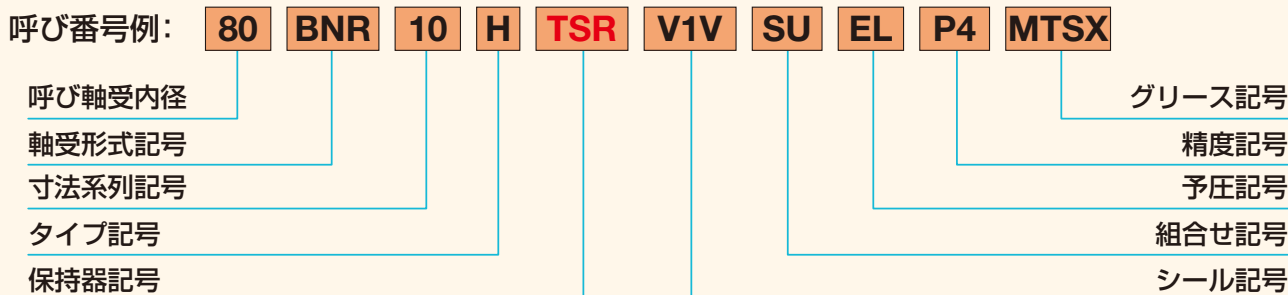 呼び番号例： 80 BNR 10 H TSR V1V SU EL P4 MTSX
呼び軸受内径 グリース記号
軸受形式記号 精度記号
寸法系列記号 予圧記号
タイプ記号 組合せ記号
保持器記号 シール記号